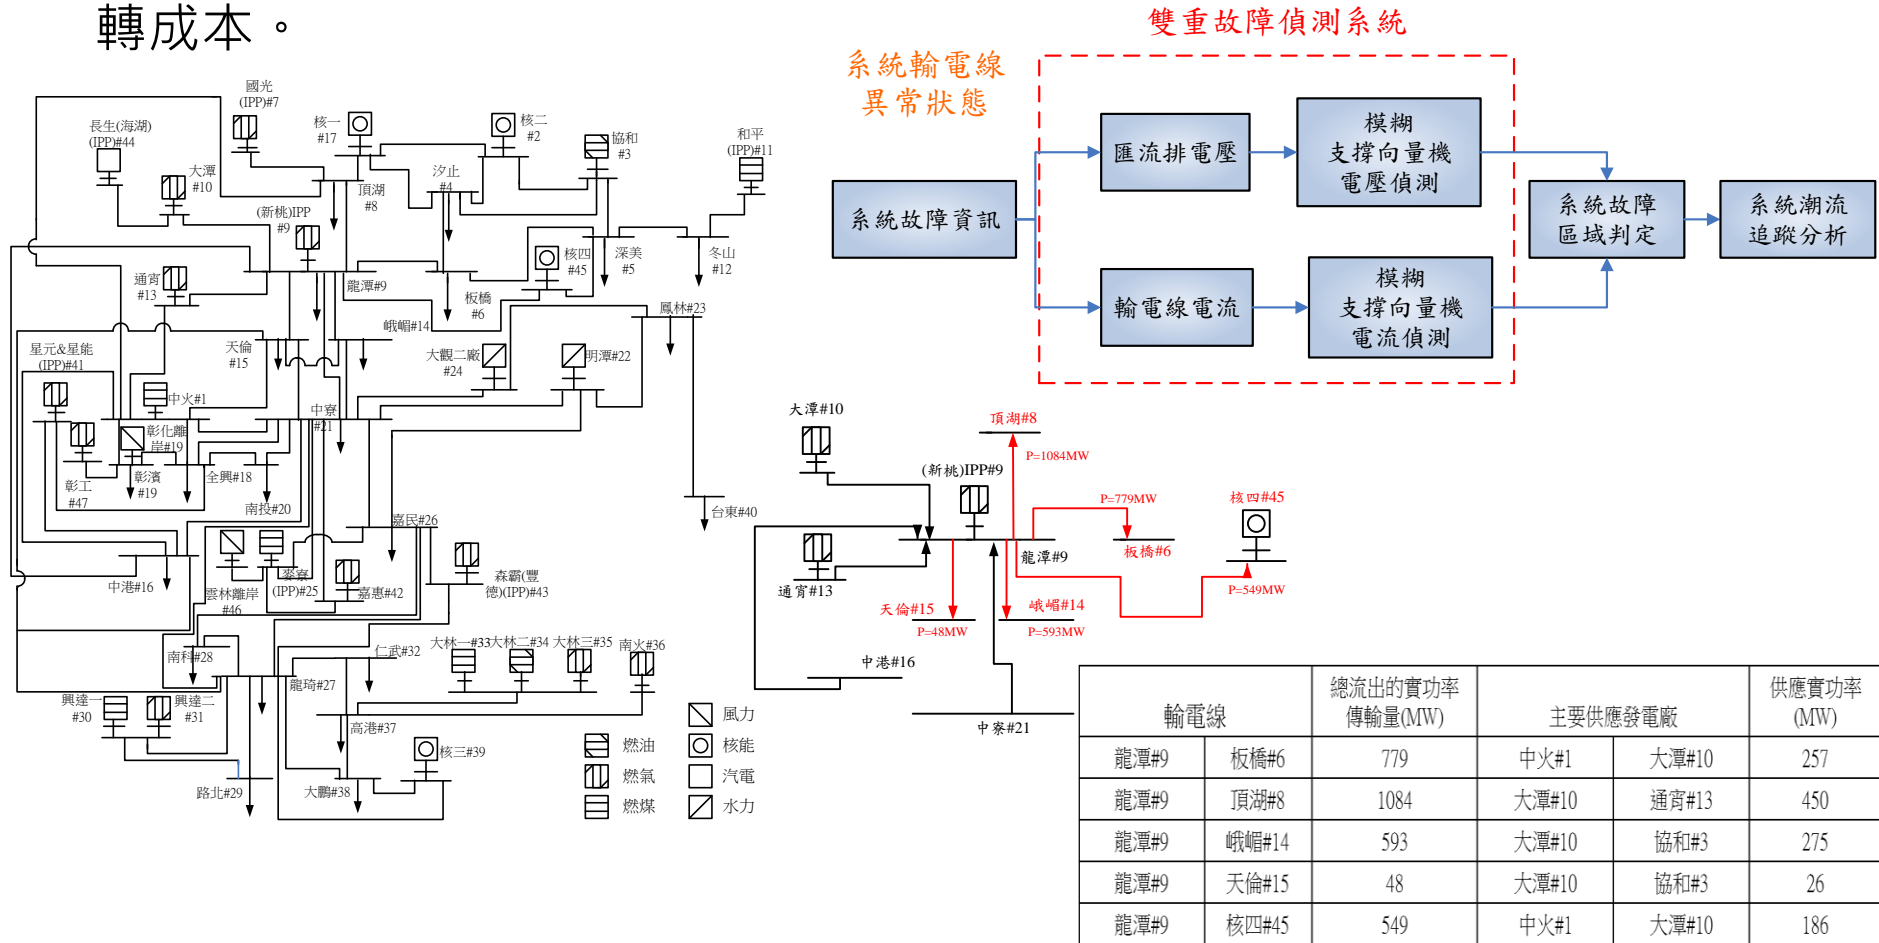 轉成本。
雙重故障偵測系統
系統輸電線
異常狀態
系統故障資訊
匯流排電壓
模糊
支撐向量機
電壓偵測
輸電線電流
模糊
支撐向量機
電流偵測
系統故障
區域判定
系統潮流
追蹤分析
國光
(IPP)#7
長生(海湖)
(IPP)#44
大潭
#10
核一
#17
核二
#2
協和
#3
和平
(IPP)#11
汐止
#4
頂湖
#8
(新桃)IPP
#9
核四
#45
深美
#5
冬山
#12
通宵
#13
龍潭#9
板橋
#6
鳳林#23
峨嵋#14
天倫
#15
星元&星能
(IPP)#41
大觀二廠
#24
明潭#22
中火#1
中寮
#21
彰化離
岸#19
彰工
#47
彰濱
#19
全興#18
南投#20
台東#40
嘉民#26
中港#16
雲林離岸
#46
麥寮
(IPP)#25
嘉惠#42
森霸(豐
德)(IPP)#43
南科#28
龍琦#27
仁武#32
大林一#33
大林二#34
大林三#35
南火#36
興達一
#30
興達二
#31
高港#37
核三#39
路北#29
大鵬#38
風力
燃油
核能
燃氣
汽電
燃煤
水力
大潭#10
頂湖#8
P=1084MW
(新桃)IPP#9
P=779MW
核四#45
板橋#6
龍潭#9
P=549MW
通宵#13
天倫#15
P=48MW
峨嵋#14
P=593MW
中港#16
中寮#21
輸電線 總流出的實功率傳輸量(MW) 主要供應發電廠 供應實功率(MW)
龍潭#9 板橋#6 779 中火#1 大潭#10 257
龍潭#9 頂湖#8 1084 大潭#10 通宵#13 450
龍潭#9 峨嵋#14 593 大潭#10 協和#3 275
龍潭#9 天倫#15 48 大潭#10 協和#3 26
龍潭#9 核四#45 549 中火#1 大潭#10 186